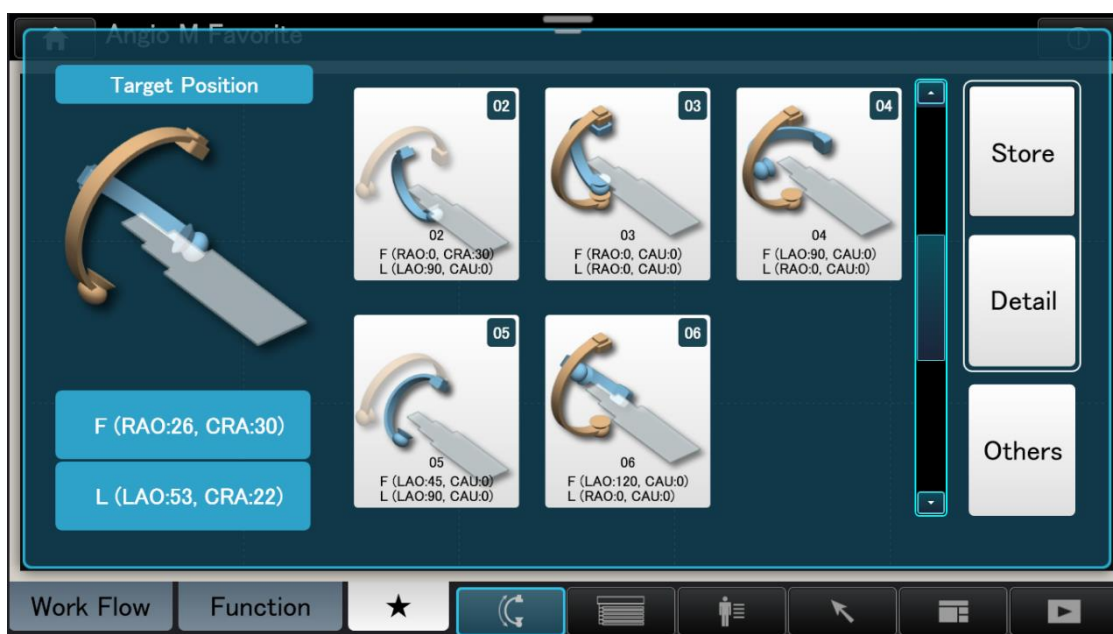 Angio M Favorite
Target Position
F (RAO:26, CRA:30)
L (LAO:53, CRA:22)
02
02
F (RAO:0, CRA:30)
L (LAO:90, CAU:0)
03
03
F (RAO:0, CAU:0)
L (RAO:0, CAU:0)
04
04
F (LAO:90, CAU:0)
L (RAO:0, CAU:0)
05
05
F (LAO:45, CAU:0)
L (LAO:90, CAU:0)
06
06
F (LAO:120, CAU:0)
L (RAO:0, CAU:0)
Store
Detail
Others
Work Flow
Function